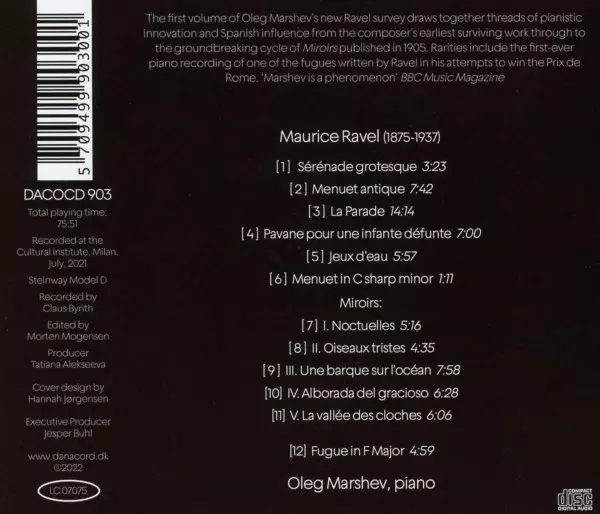 The first volume of Oleg Marshev's new Ravel survey draws together threads of pianistic
innovation and Spanish influence from the composer's earliest surviving work through to
the groundbreaking cycle of Miroirs published in 1905. Rarities include the first-ever
piano recording of one of the fugues written by Ravel in his attempts to win the Prix de
Rome. 'Marshev is a phenomenon' BBC Music Magazine
5 709499 903001
DACOCD 903
Total playing time:
75:51
Recorded at the
Cultural Institute, Milan.
July, 2021
Steinway Model D
Recorded by
Claus Byrith
Edited by
Morten Mogensen
Producer
Tatiana Alekseeva
Cover design by
Hannah Jørgensen
Executive Producer
Jesper Buhl
www.danacord.dk
©2022
LC 07075
Maurice Ravel (1875-1937)
[1] Sérénade grotesque 3:23
[2] Menuet antique 7:42
[3] La Parade 14:14
[4] Pavane pour une infante défunte 7:00
[5] Jeux d'eau 5:57
[6] Menuet in C sharp minor 1:11
Miroirs:
[7] I. Noctuelles 5:16
[8] II. Oiseaux tristes 4:35
[9] III. Une barque sur l'océan 7:58
[10] IV. Alborada del gracioso 6:28
[11] V. La vallée des cloches 6:06
[12] Fugue in F Major 4:59
Oleg Marshev, piano
COMPACT
disc
DIGITAL AUDIO